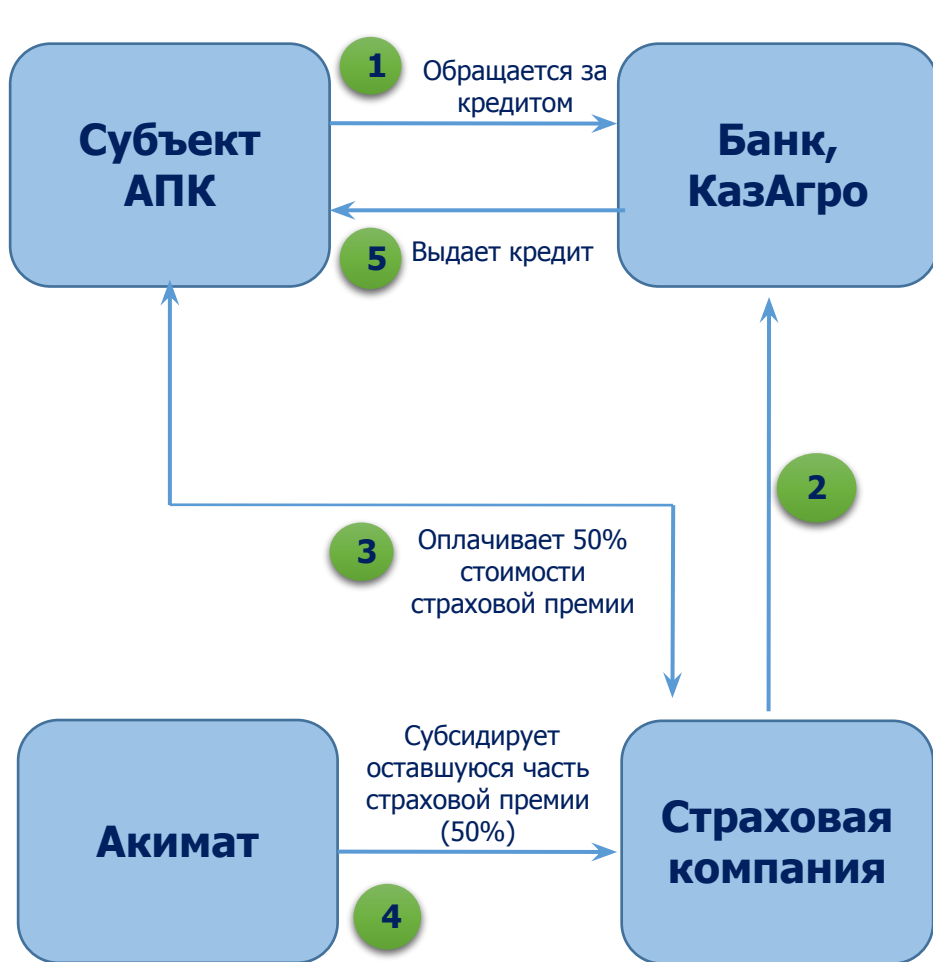 1
Обращается за
кредитом
Субъект
АПК
Банк,
КазАгро
5
Выдает кредит
2
3
Оплачивает 50%
стоимости
страховой премии
Субсидирует
оставшуюся часть
страховой премии
(50%)
Акимат
Страховая
компания
4